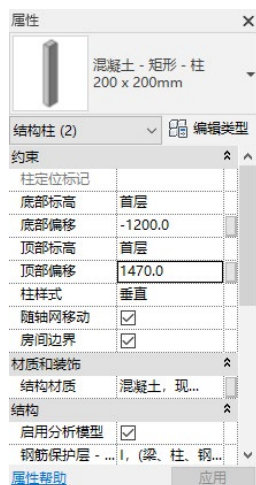 属性
混凝土 - 矩形 - 柱
200 x 200mm
结构柱 (2)
编辑类型
约束
柱定位标记
底部标高 首层
底部偏移 -1200.0
顶部标高 首层
顶部偏移 1470.0
柱样式 垂直
随轴网移动
房间边界
材质和装饰
结构材质 混凝土, 现...
结构
启用分析模型
钢筋保护层 - ... I, (梁、柱、钢...
属性帮助 应用